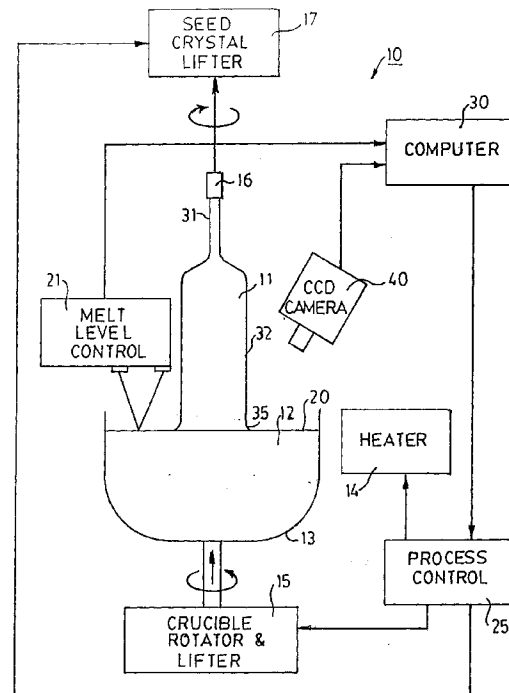 SEED
CRYSTAL
LIFTER
17
10
30
COMPUTER
16
31
11
40
CCD
CAMERA
21
MELT
LEVEL
CONTROL
32
35
20
12
HEATER
14
13
PROCESS
CONTROL
25
15
CRUCIBLE
ROTATOR &
LIFTER